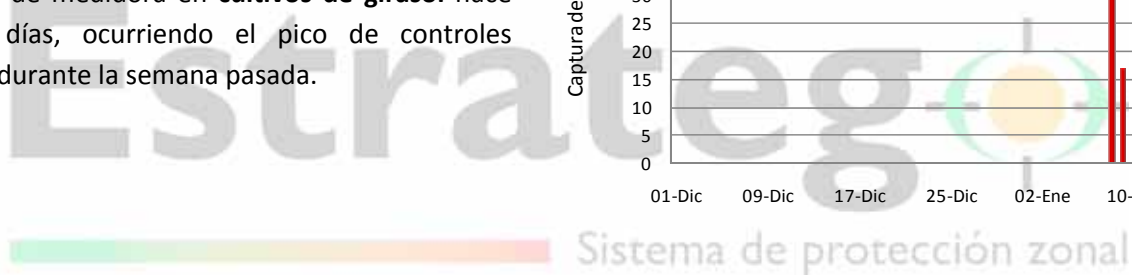 de medidora en cultivos de girasol hace
días, ocurriendo el pico de controles
durante la semana pasada.
Captura de
30
25
20
15
10
5
0
01-Dic 09-Dic 17-Dic 25-Dic 02-Ene 10-
Estrateg
Sistema de protección zonal